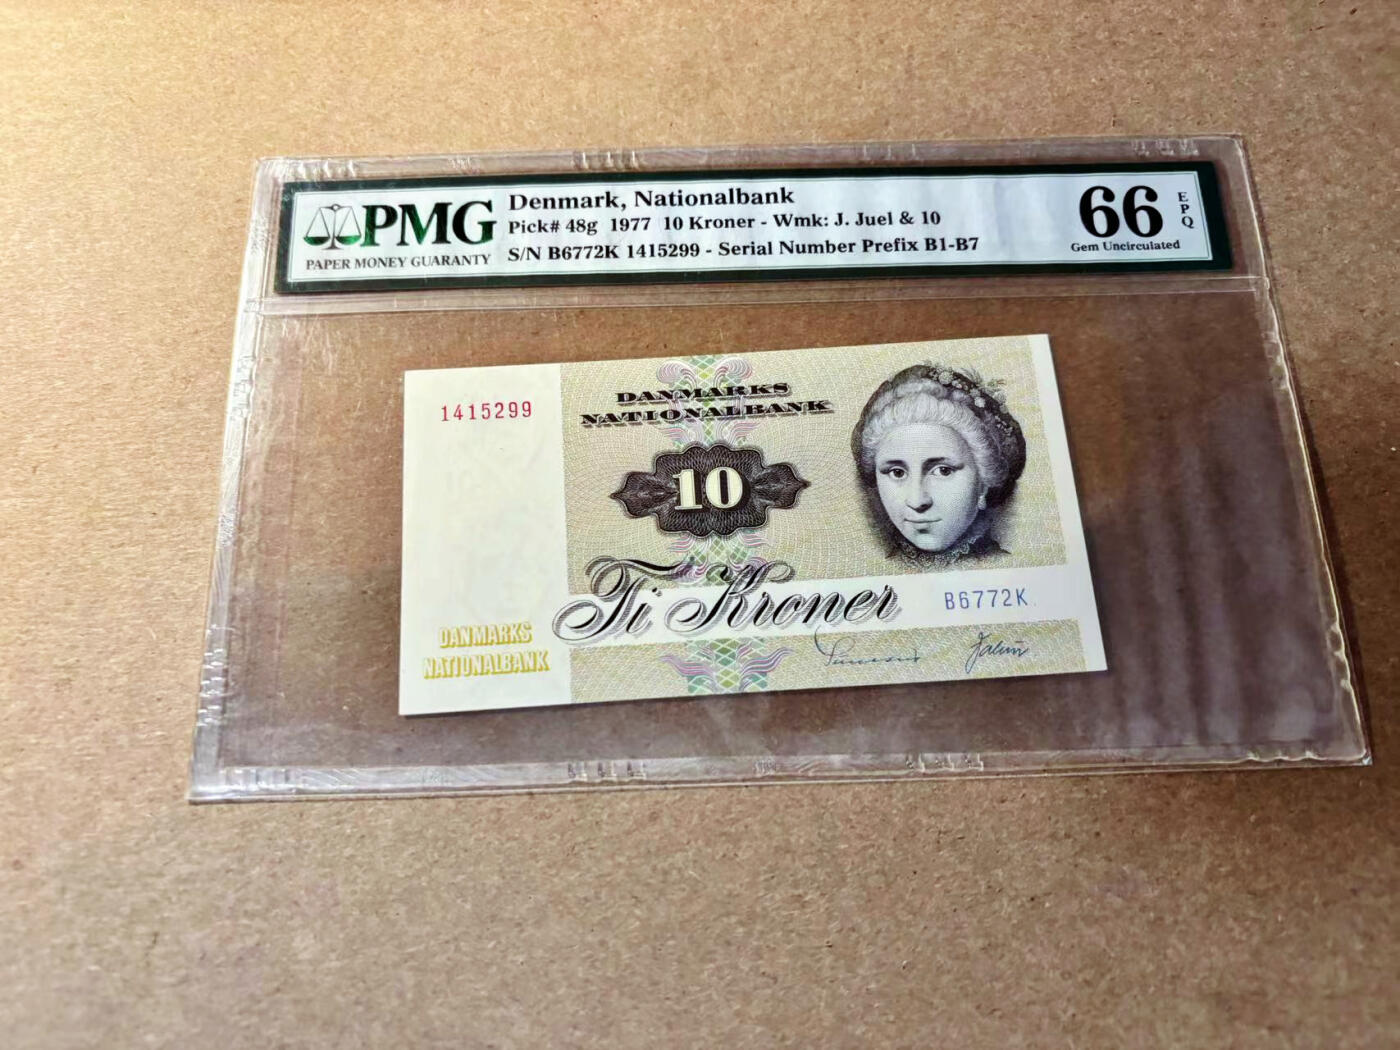 PMG
PAPER MONEY GUARANTY
Denmark, Nationalbank
Pick# 48g 1977 10 Kroner - Wmk: J. Juel & 10
S/N B6772K 1415299 - Serial Number Prefix B1-B7
66
EPQ
Gem Uncirculated
1415299
DANMARKS
NATIONALBANK
10
Ti Kroner
B6772K
DANMARKS
NATIONALBANK